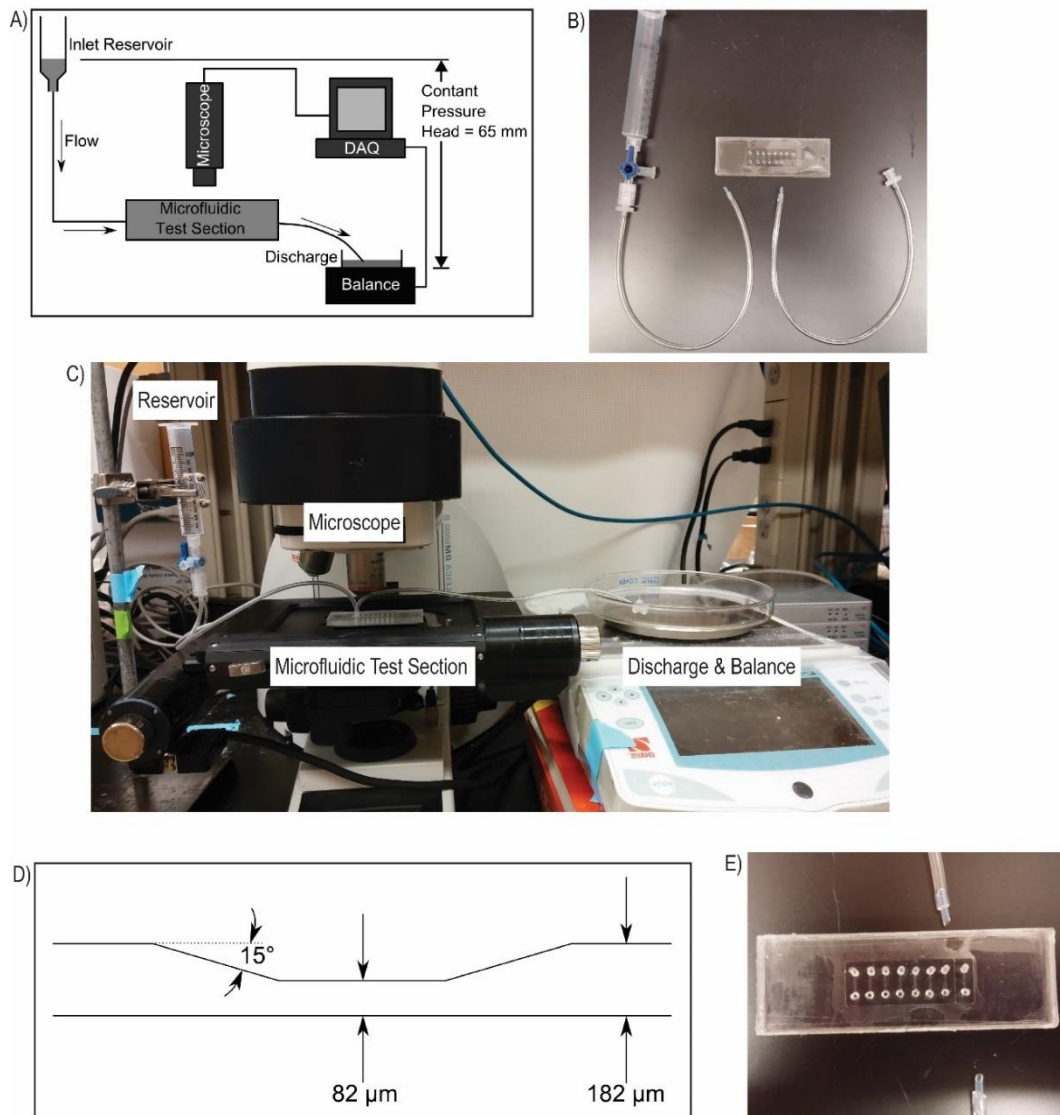 A)
Inlet Reservoir
Flow
Microscope
DAQ
Contant
Pressure
Head = 65 mm
Microfluidic
Test Section
Discharge
Balance
B)
C)
Reservoir
Microscope
Microfluidic Test Section
Discharge & Balance
D)
15°
82 µm
182 µm
E)